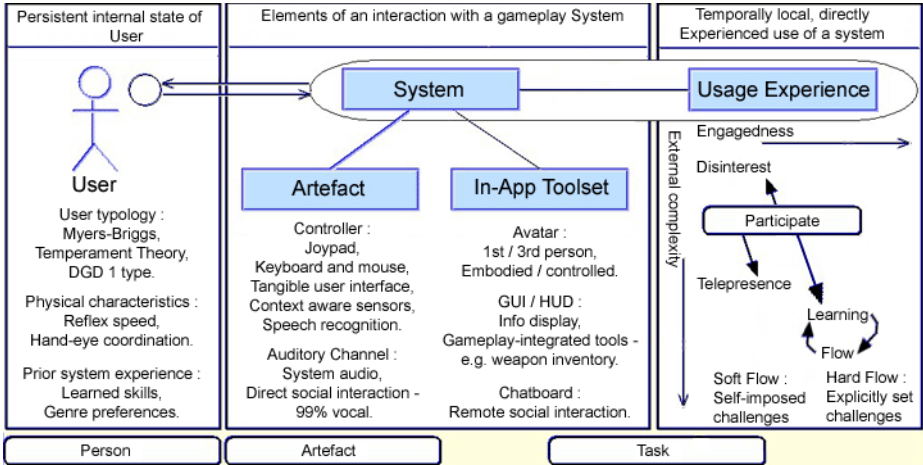 Persistent internal state of
User
Elements of an interaction with a gameplay System
Temporally local, directly
Experienced use of a system
System
Usage Experience
User
User typology :
Myers-Briggs,
Temperament Theory,
DGD 1 type.
Physical characteristics :
Reflex speed,
Hand-eye coordination.
Prior system experience :
Learned skills,
Genre preferences.
Artefact
Controller :
Joypad,
Keyboard and mouse,
Tangible user interface,
Context aware sensors,
Speech recognition.
Auditory Channel :
System audio,
Direct social interaction -
99% vocal.
In-App Toolset
Avatar :
1st / 3rd person,
Embodied / controlled.
GUI / HUD :
Info display,
Gameplay-integrated tools -
e.g. weapon inventory.
Chatboard :
Remote social interaction.
Engagedness
External complexity
Disinterest
Participate
Telepresence
Learning
Flow
Soft Flow :
Self-imposed
challenges
Hard Flow :
Explicitly set
challenges
Person
Artefact
Task